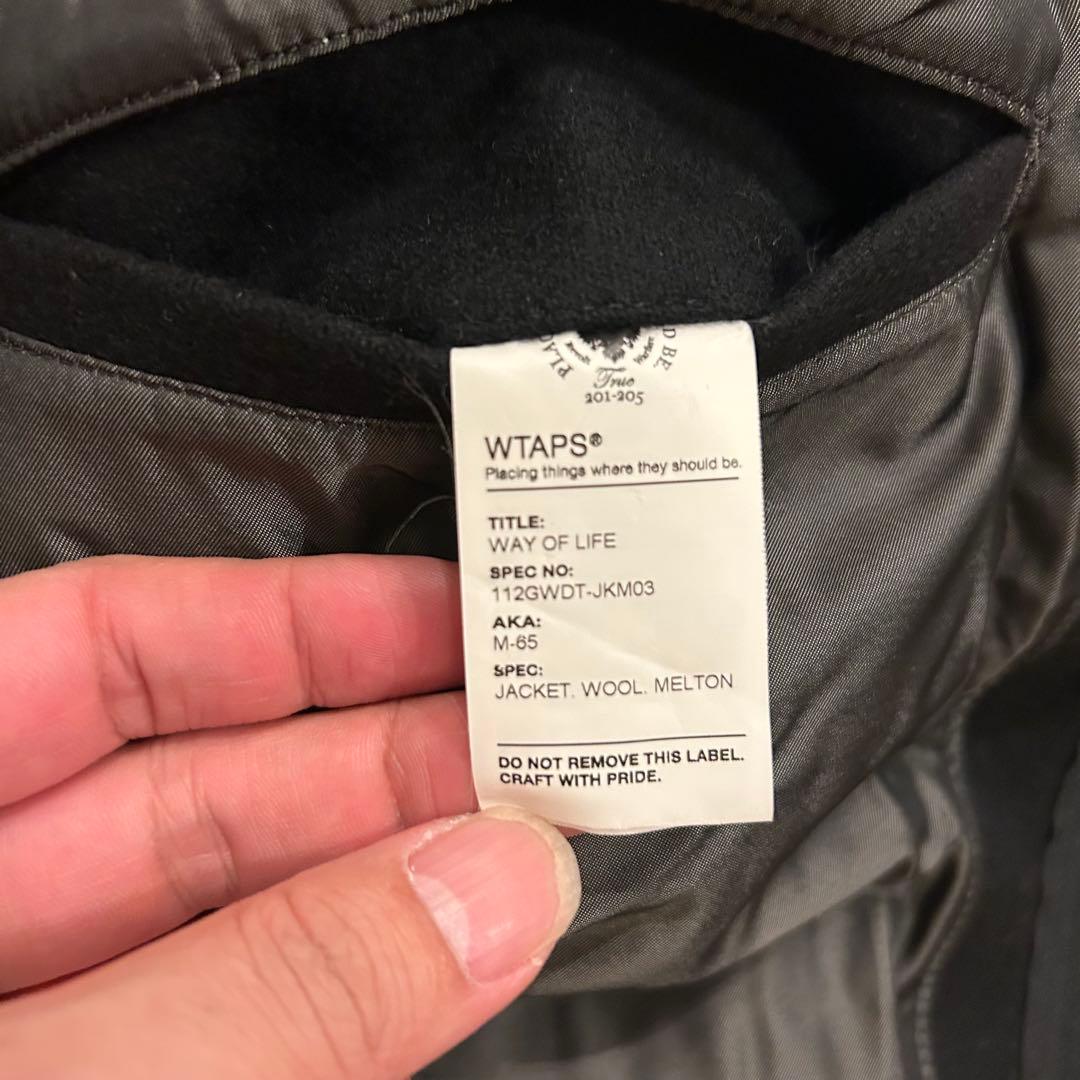 True
201-205
WTAPS®
Placing things where they should be.
TITLE:
WAY OF LIFE
SPEC NO:
112GWDT-JKM03
AKA:
M-65
SPEC:
JACKET. WOOL. MELTON
DO NOT REMOVE THIS LABEL.
CRAFT WITH PRIDE.